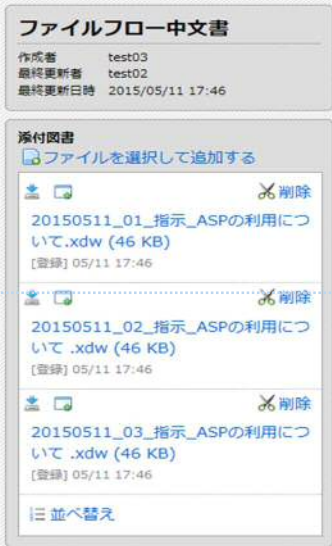 ファイルフロー中文書
作成者 test03
最終更新者 test02
最終更新日時 2015/05/11 17:46
添付図書
ファイルを選択して追加する
削除
20150511_01_指示_ASPの利用につ
いて.xdw (46 KB)
[登録] 05/11 17:46
削除
20150511_02_指示_ASPの利用につ
いて .xdw (46 KB)
[登録] 05/11 17:46
削除
20150511_03_指示_ASPの利用につ
いて .xdw (46 KB)
[登録] 05/11 17:46
並べ替え